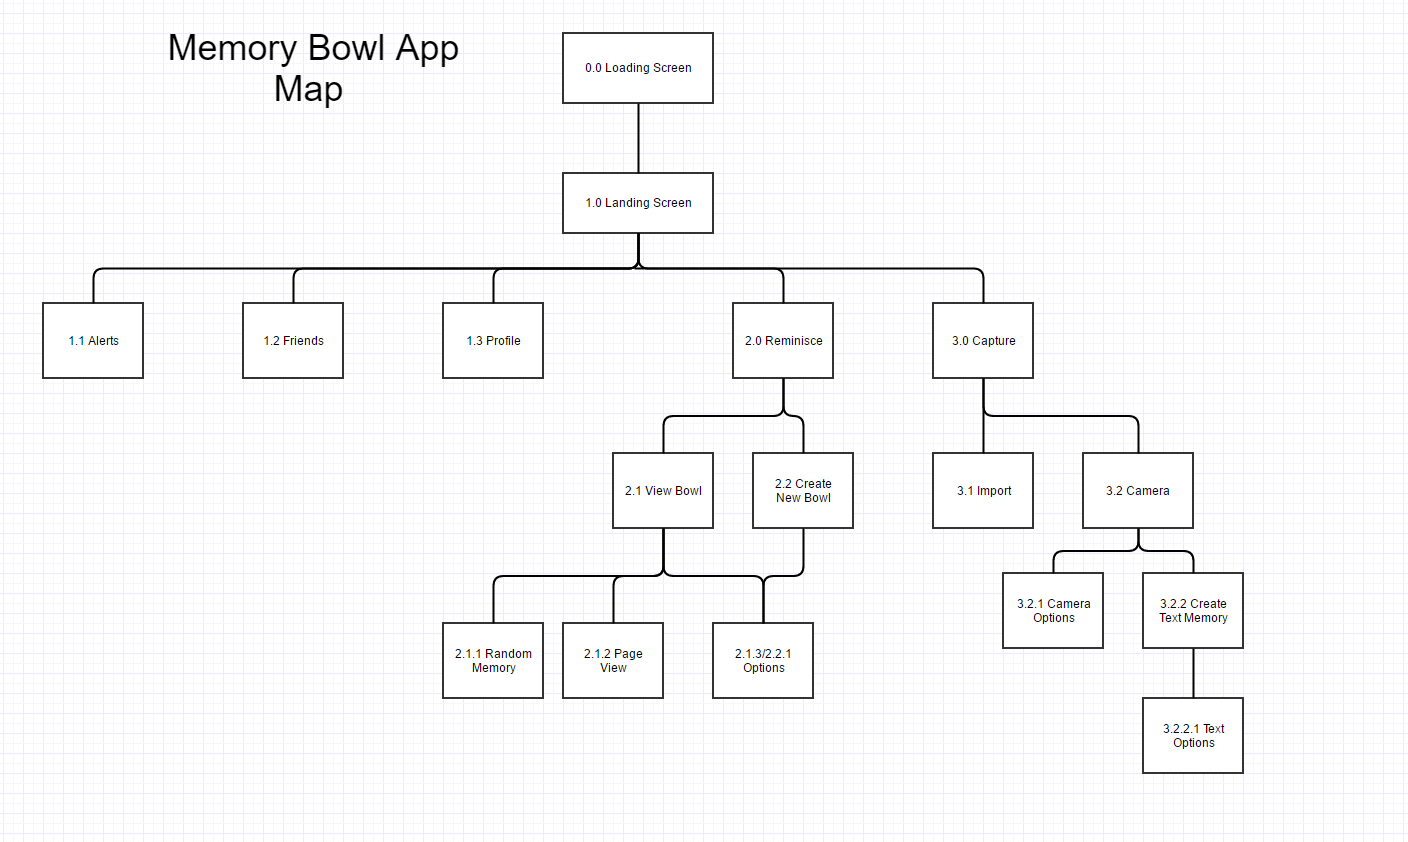 Memory Bowl App
Map
0.0 Loading Screen
1.0 Landing Screen
1.1 Alerts
1.2 Friends
1.3 Profile
2.0 Reminisce
3.0 Capture
2.1 View Bowl
2.2 Create
New Bowl
3.1 Import
3.2 Camera
3.2.1 Camera
Options
3.2.2 Create
Text Memory
2.1.1 Random
Memory
2.1.2 Page
View
2.1.3/2.2.1
Options
3.2.2.1 Text
Options